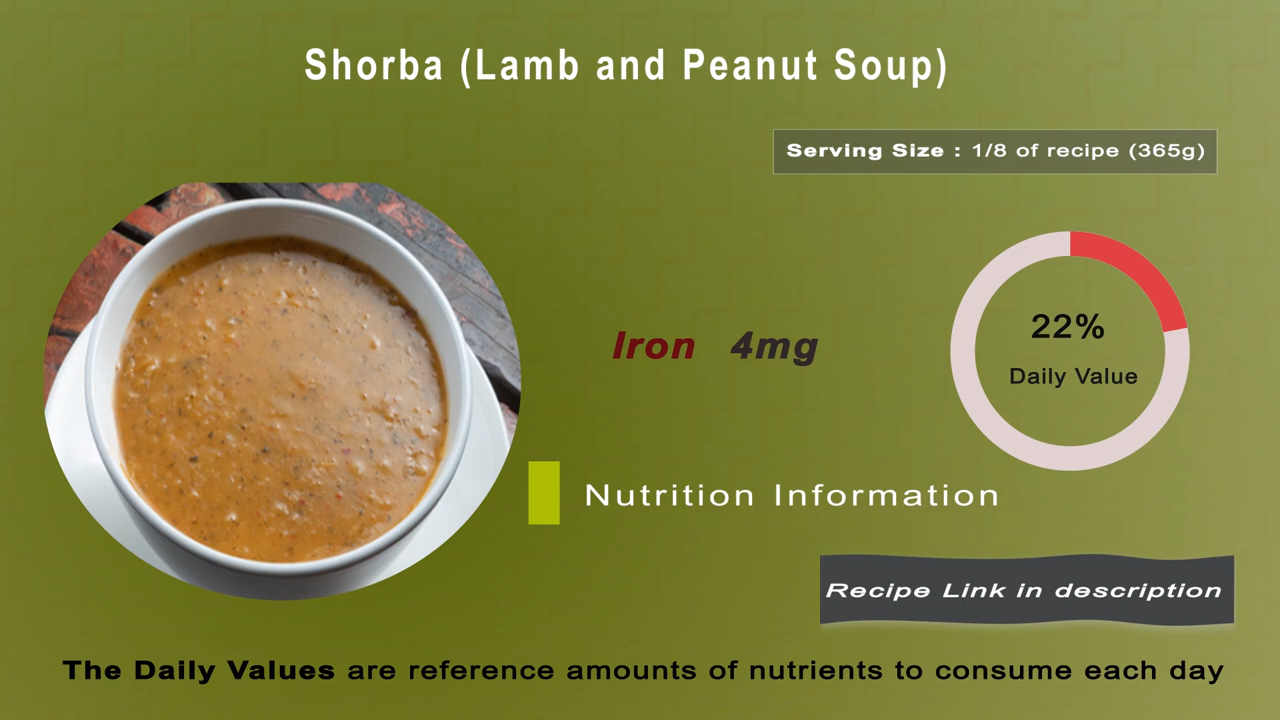 Shorba (Lamb and Peanut Soup)
Serving Size : 1/8 of recipe (365g)
Iron 4mg
22%
Daily Value
Nutrition Information
Recipe Link in description
The Daily Values are reference amounts of nutrients to consume each day